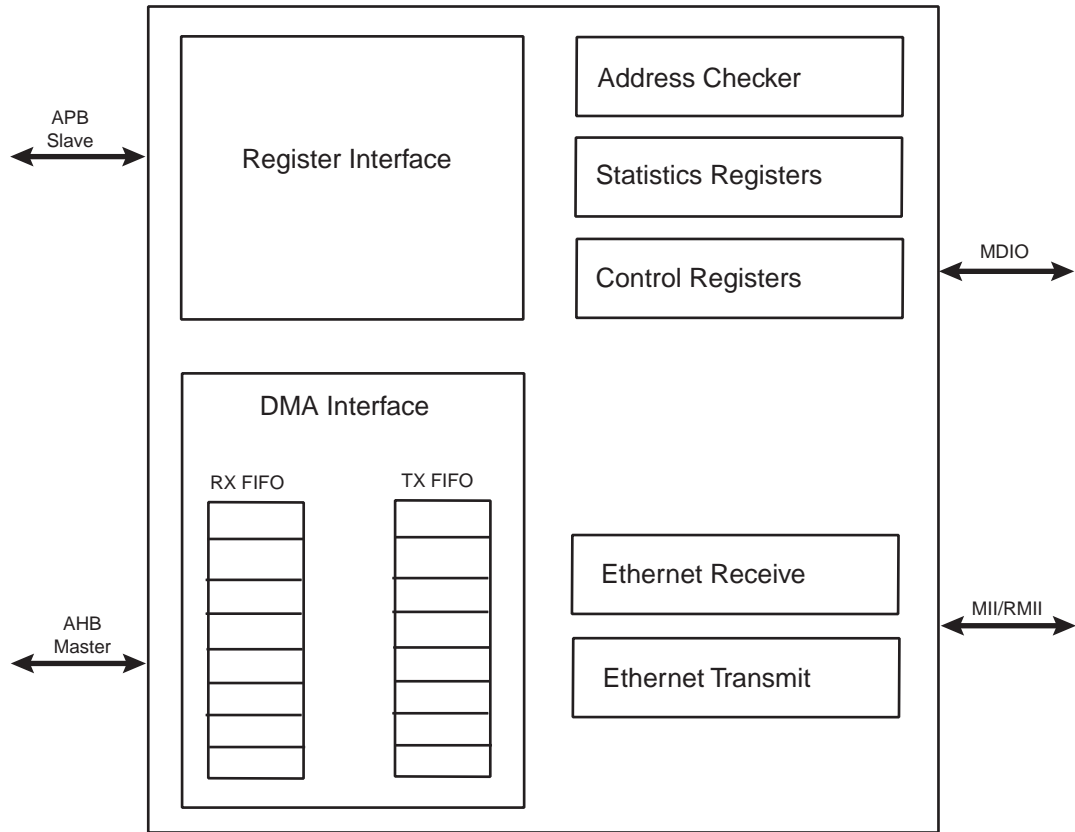 APB
Slave
Register Interface
Address Checker
Statistics Registers
Control Registers
MDIO
DMA Interface
RX FIFO
TX FIFO
AHB
Master
Ethernet Receive
Ethernet Transmit
MII/RMII